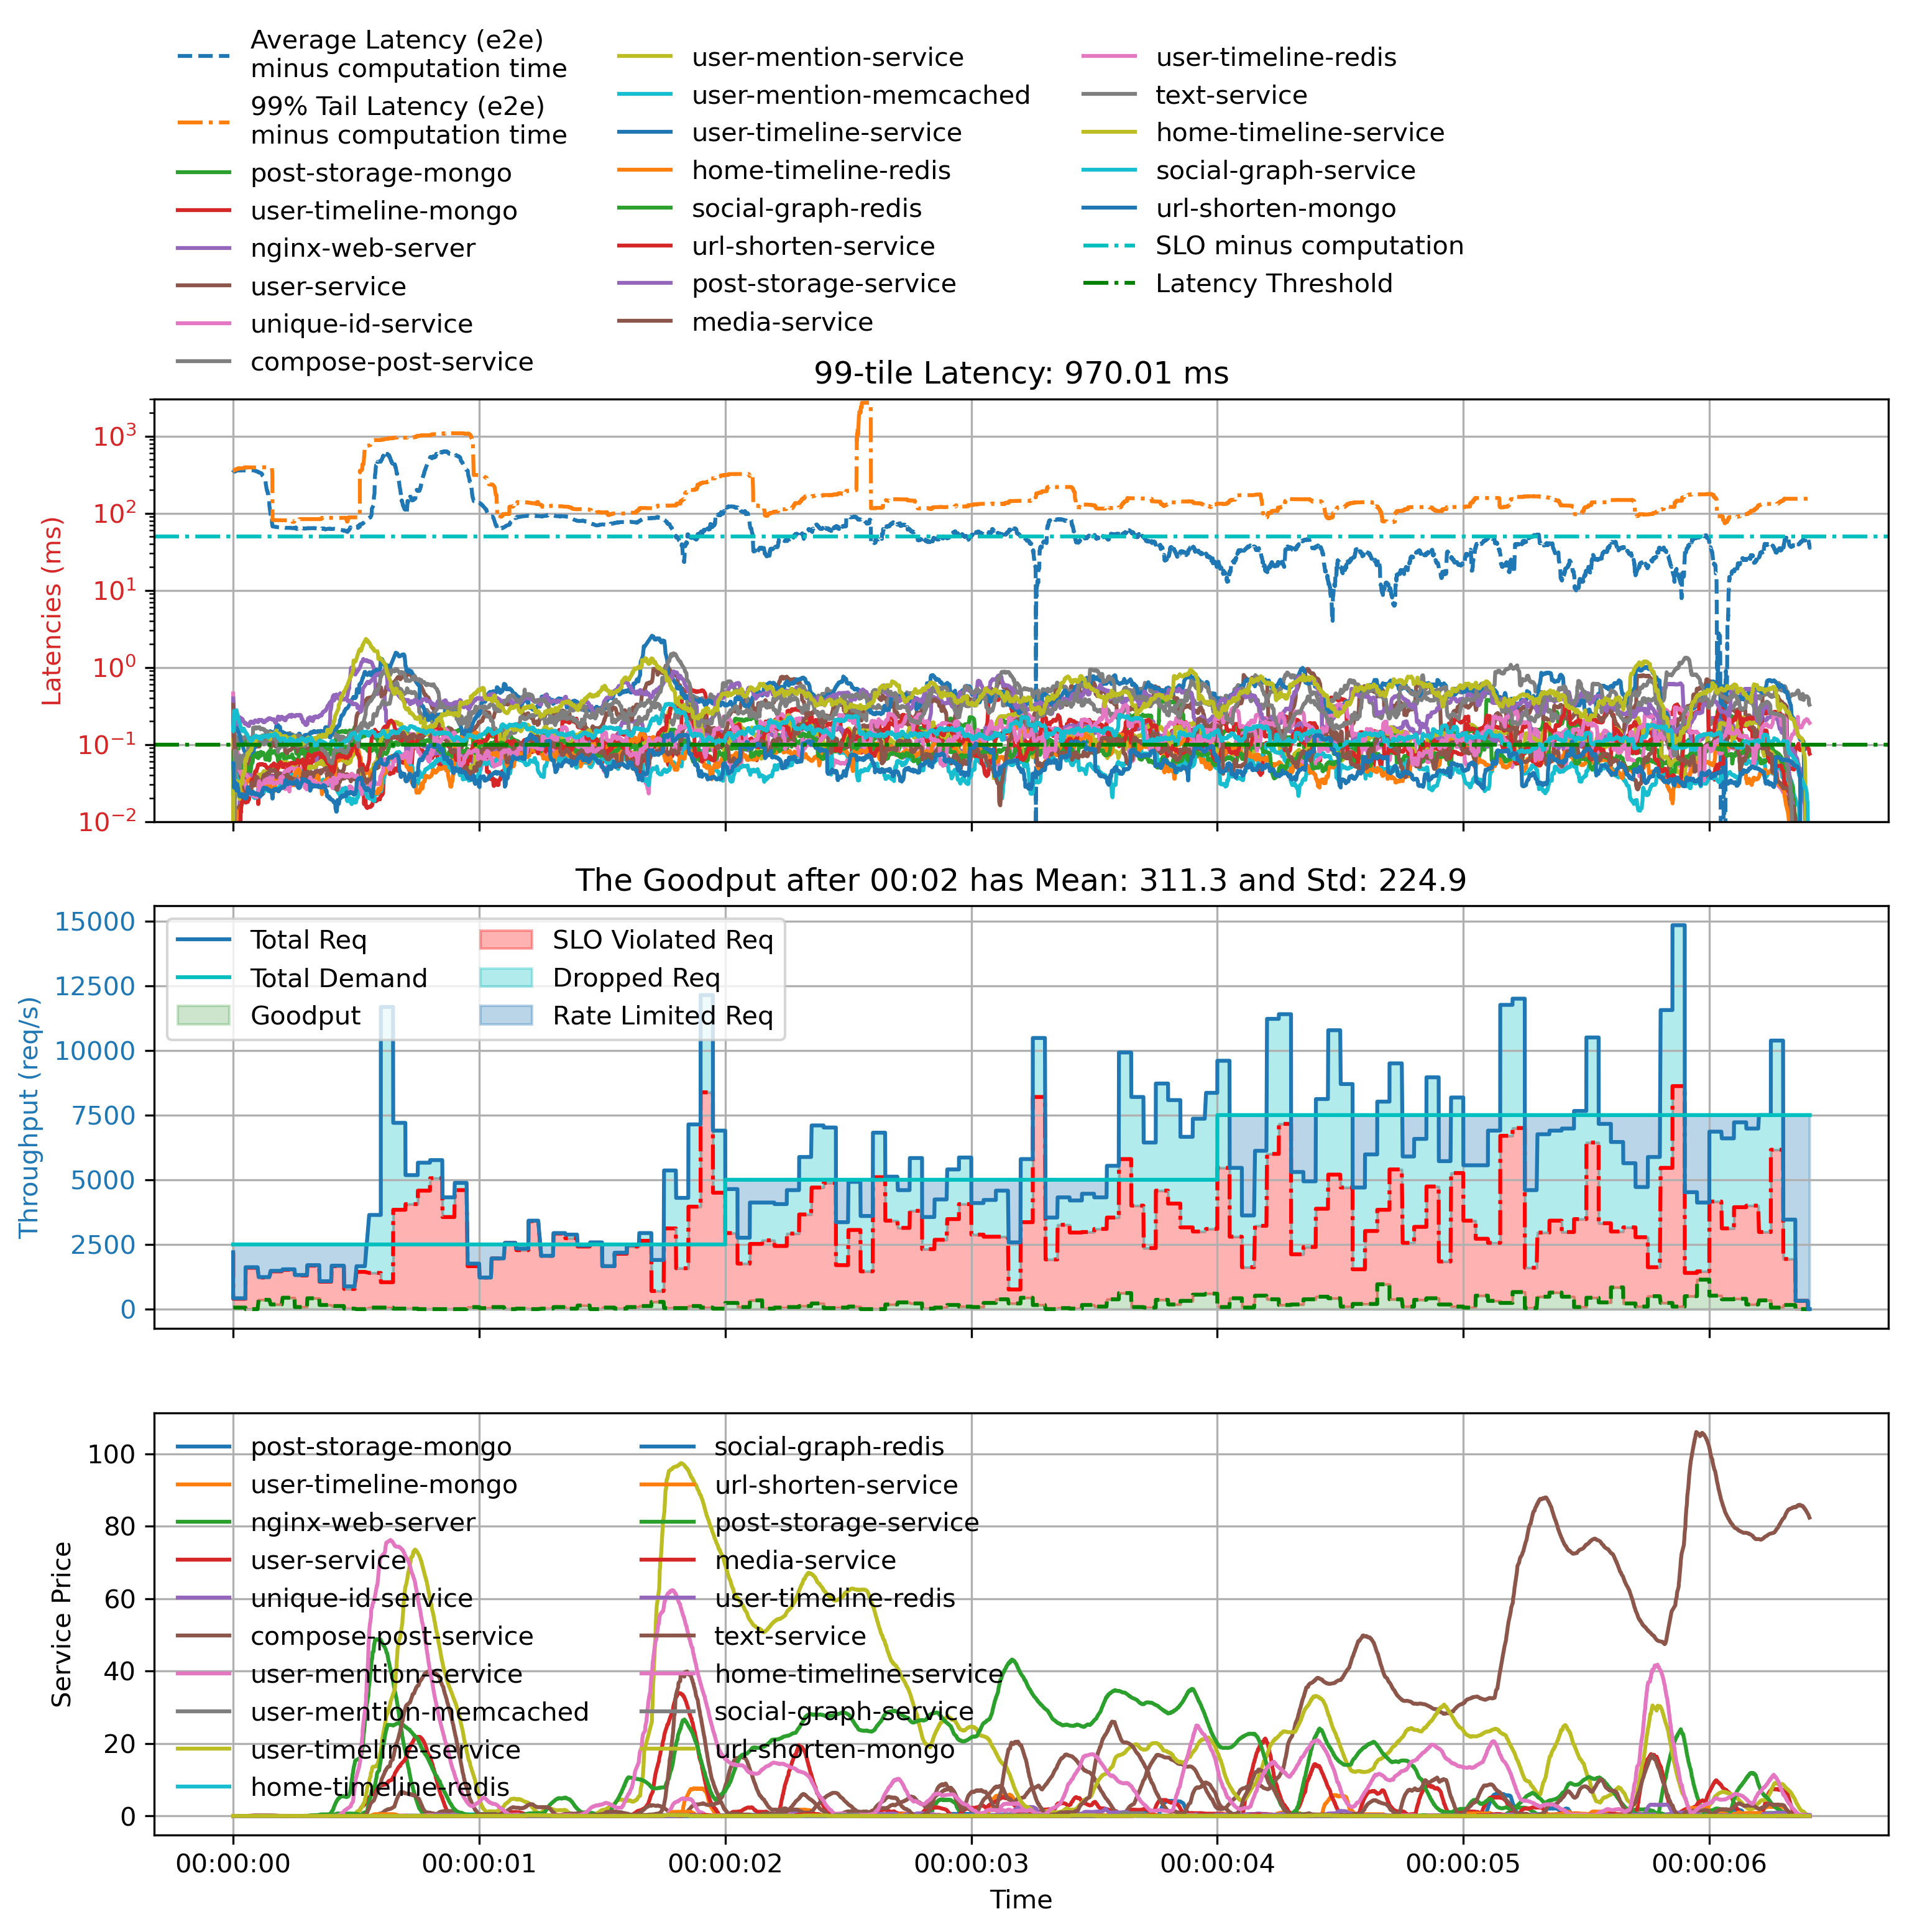 Average Latency (e2e)
minus computation time
99% Tail Latency (e2e)
minus computation time
post-storage-mongo
user-timeline-mongo
nginx-web-server
user-service
unique-id-service
compose-post-service
user-mention-service
user-mention-memcached
user-timeline-service
home-timeline-redis
social-graph-redis
url-shorten-service
post-storage-service
media-service
user-timeline-redis
text-service
home-timeline-service
social-graph-service
url-shorten-mongo
SLO minus computation
Latency Threshold
99-tile Latency: 970.01 ms
Latencies (ms)
10³
10²
10¹
10⁰
10⁻¹
10⁻²
The Goodput after 00:02 has Mean: 311.3 and Std: 224.9
Throughput (req/s)
15000
12500
10000
7500
5000
2500
0
Total Req
Total Demand
Goodput
SLO Violated Req
Dropped Req
Rate Limited Req
Service Price
100
80
60
40
20
0
post-storage-mongo
user-timeline-mongo
nginx-web-server
user-service
unique-id-service
compose-post-service
user-mention-service
user-mention-memcached
user-timeline-service
home-timeline-redis
social-graph-redis
url-shorten-service
post-storage-service
media-service
user-timeline-redis
text-service
home-timeline-service
social-graph-service
url-shorten-mongo
00:00:00 00:00:01 00:00:02 00:00:03 00:00:04 00:00:05 00:00:06
Time